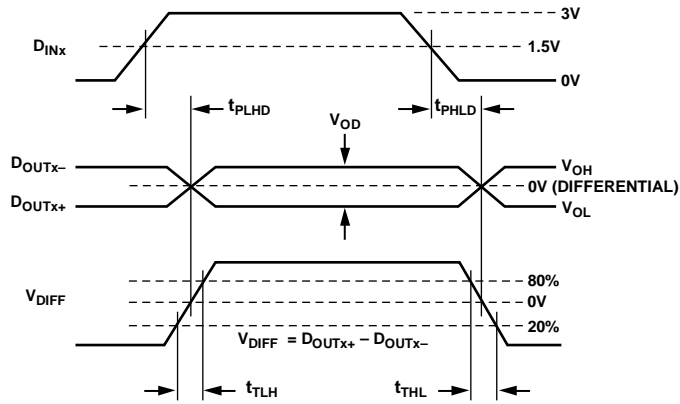 3V
D_INx
1.5V
0V
t_PLHD
t_PHLD
V_OD
D_OUTx–
V_OH
0V (DIFFERENTIAL)
D_OUTx+
V_OL
80%
V_DIFF
0V
20%
V_DIFF = D_OUTx+ – D_OUTx–
t_TLH
t_THL